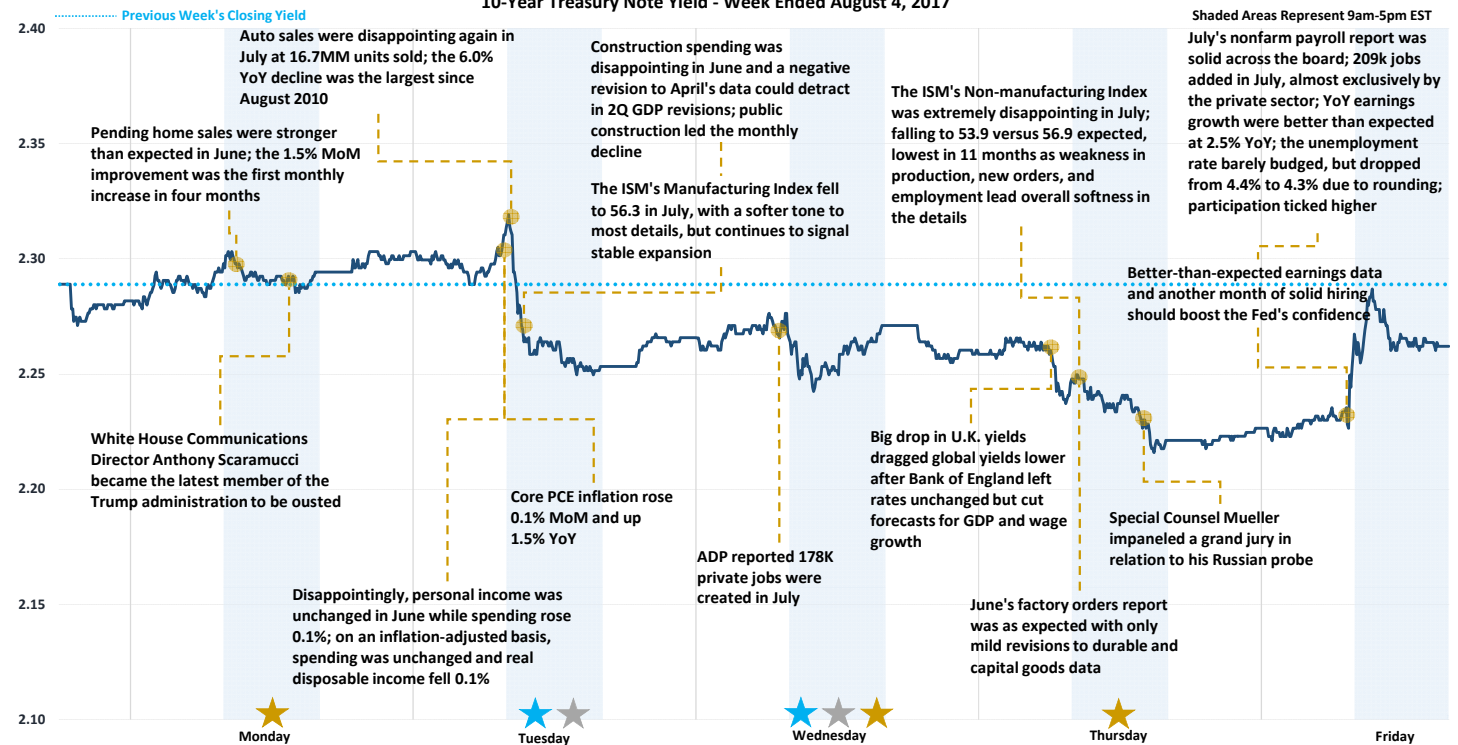 10-Year Treasury Note Yield - Week Ended August 4, 2017
Previous Week's Closing Yield
Shaded Areas Represent 9am-5pm EST
2.40
2.35
2.30
2.25
2.20
2.15
2.10
Auto sales were disappointing again in
July at 16.7MM units sold; the 6.0%
YoY decline was the largest since
August 2010
Pending home sales were stronger
than expected in June; the 1.5% MoM
improvement was the first monthly
increase in four months
Construction spending was
disappointing in June and a negative
revision to April's data could detract
in 2Q GDP revisions; public
construction led the monthly
decline
The ISM's Manufacturing Index fell
to 56.3 in July, with a softer tone to
most details, but continues to signal
stable expansion
The ISM's Non-manufacturing Index
was extremely disappointing in July;
falling to 53.9 versus 56.9 expected,
lowest in 11 months as weakness in
production, new orders, and
employment lead overall softness in
the details
July's nonfarm payroll report was
solid across the board; 209k jobs
added in July, almost exclusively by
the private sector; YoY earnings
growth were better than expected
at 2.5% YoY; the unemployment
rate barely budged, but dropped
from 4.4% to 4.3% due to rounding;
participation ticked higher
Better-than-expected earnings data
and another month of solid hiring
should boost the Fed's confidence
White House Communications
Director Anthony Scaramucci
became the latest member of the
Trump administration to be ousted
Core PCE inflation rose
0.1% MoM and up
1.5% YoY
Disappointingly, personal income was
unchanged in June while spending rose
0.1%; on an inflation-adjusted basis,
spending was unchanged and real
disposable income fell 0.1%
ADP reported 178K
private jobs were
created in July
Big drop in U.K. yields
dragged global yields lower
after Bank of England left
rates unchanged but cut
forecasts for GDP and wage
growth
Special Counsel Mueller
impaneled a grand jury in
relation to his Russian probe
June's factory orders report
was as expected with only
mild revisions to durable and
capital goods data
Monday
Tuesday
Wednesday
Thursday
Friday